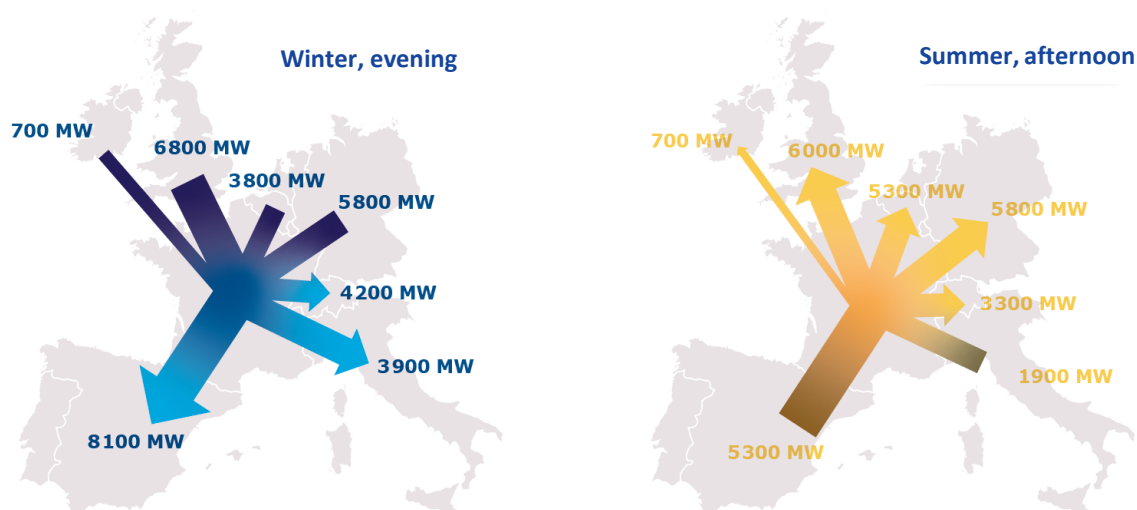 Winter, evening
700 MW
6800 MW
3800 MW
5800 MW
4200 MW
3900 MW
8100 MW
Summer, afternoon
700 MW
6000 MW
5300 MW
5800 MW
3300 MW
1900 MW
5300 MW